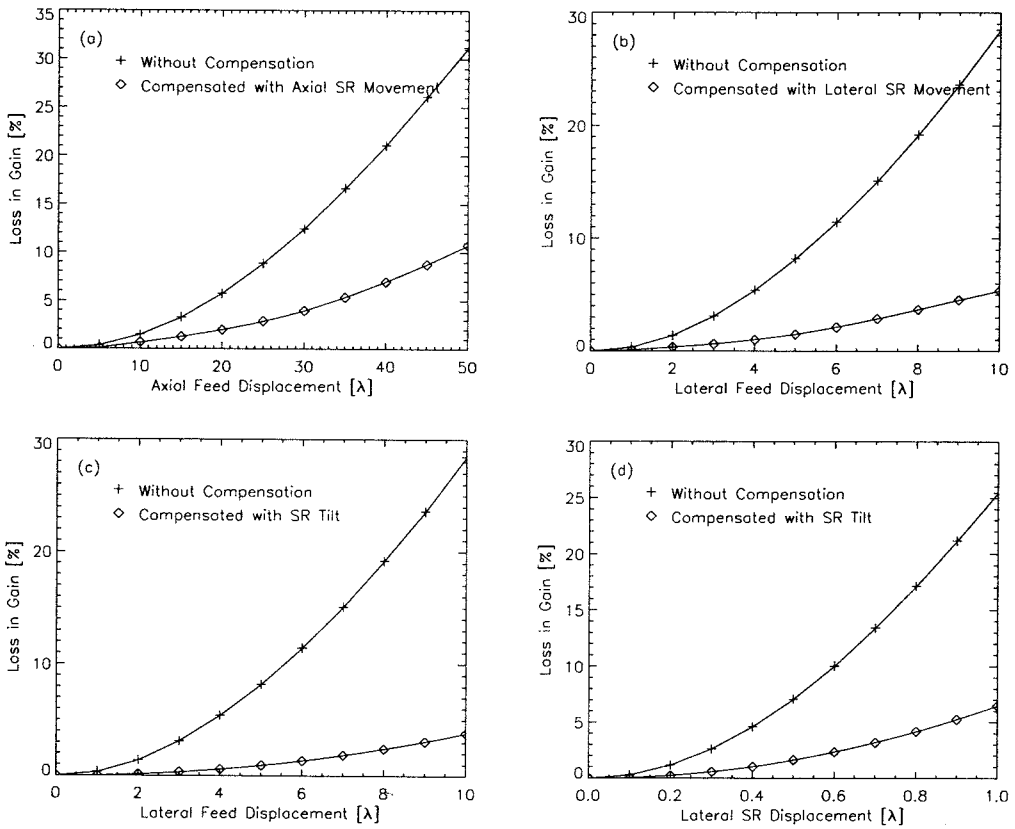 (a)
+ Without Compensation
◇ Compensated with Axial SR Movement
Loss in Gain [%]
35
30
25
20
15
10
5
0
0 10 20 30 40 50
Axial Feed Displacement [λ]
(b)
+ Without Compensation
◇ Compensated with Lateral SR Movement
Loss in Gain [%]
30
20
10
0
0 2 4 6 8 10
Lateral Feed Displacement [λ]
(c)
+ Without Compensation
◇ Compensated with SR Tilt
Loss in Gain [%]
30
20
10
0
0 2 4 6 8 10
Lateral Feed Displacement [λ]
(d)
+ Without Compensation
◇ Compensated with SR Tilt
Loss in Gain [%]
30
25
20
15
10
5
0
0.0 0.2 0.4 0.6 0.8 1.0
Lateral SR Displacement [λ]